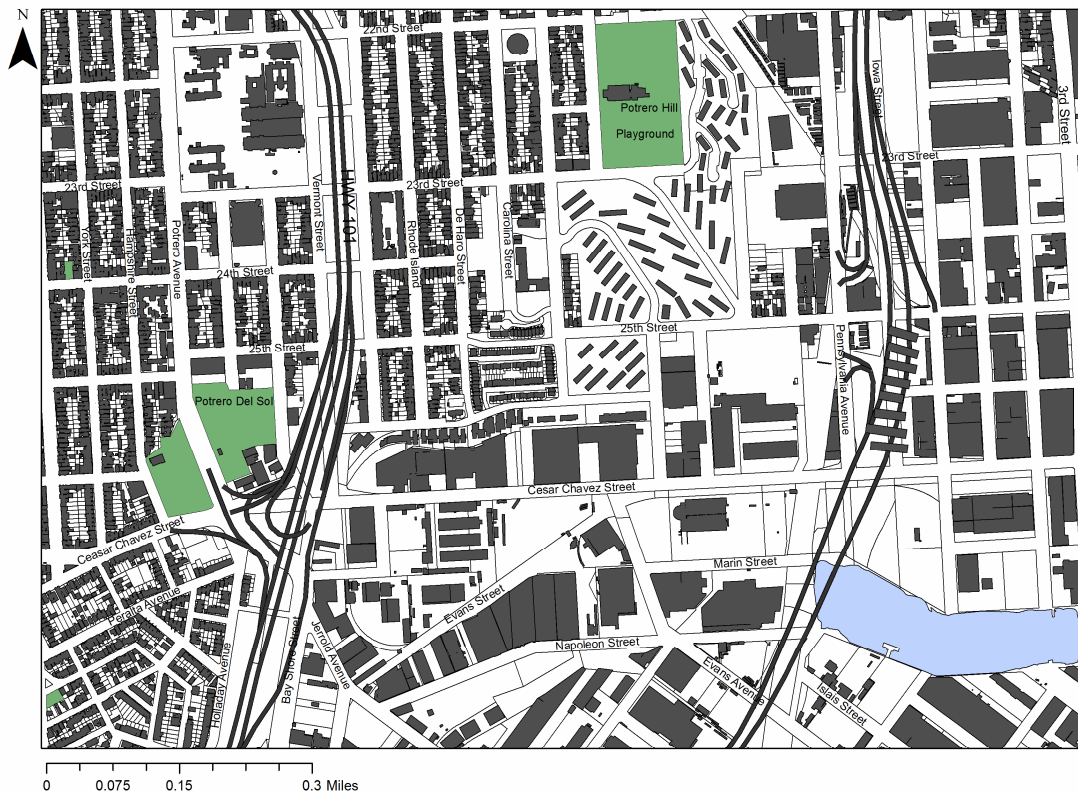 N
22nd Street
Iowa Street
3rd Street
Potrero Hill
Playground
23rd Street
23rd Street
23rd Street
Vermont Street
HWY 101
York Street
Hampshire Street
Potrero Avenue
Rhode Island
De Haro Street
Carolina Street
24th Street
25th Street
25th Street
Pennsylvania Avenue
Potrero Del Sol
Cesar Chavez Street
Ceasar Chavez Street
Marin Street
Peralta Avenue
Evans Street
Napoleon Street
Jerrold Avenue
Bay Shore Street
Holladay Avenue
Evans Avenue
Islais Street
0 0.075 0.15 0.3 Miles